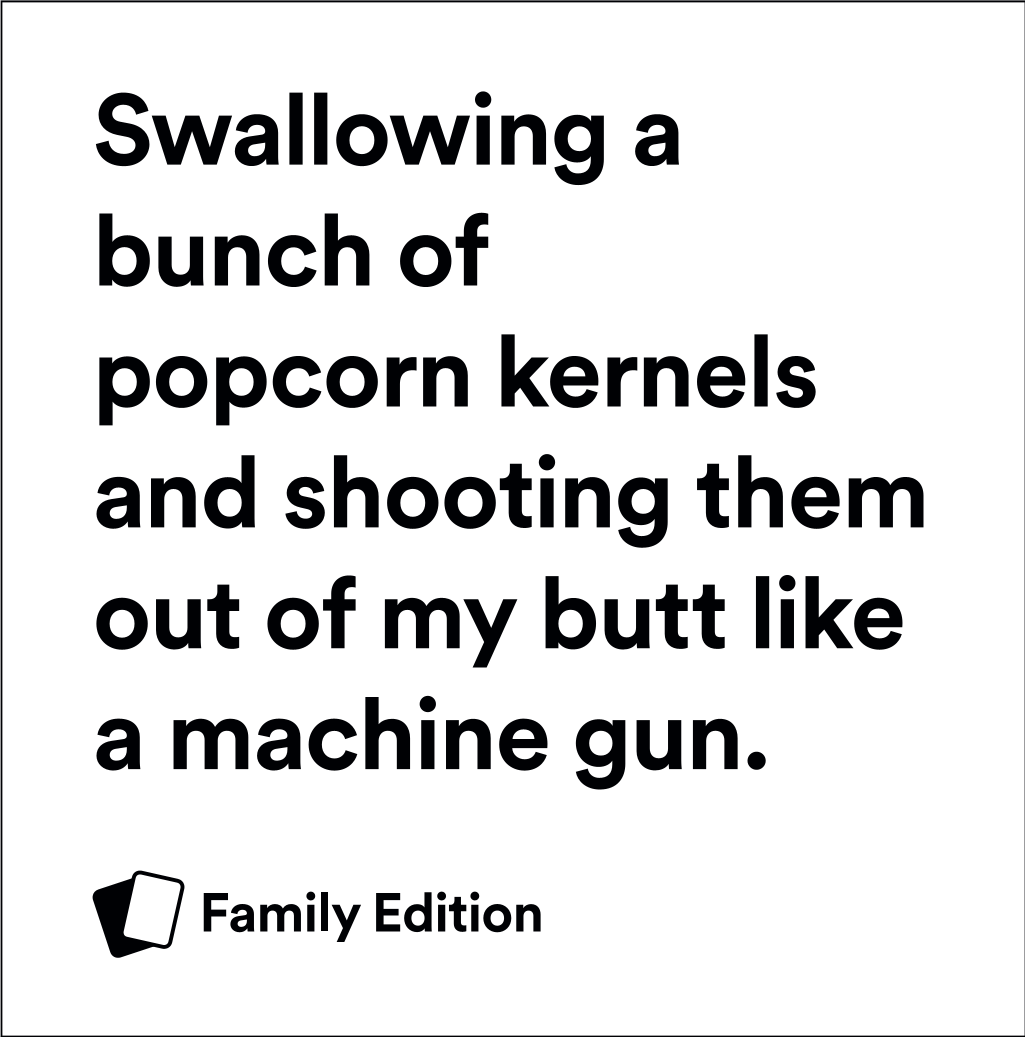 Swallowing a
bunch of
popcorn kernels
and shooting them
out of my butt like
a machine gun.
Family Edition